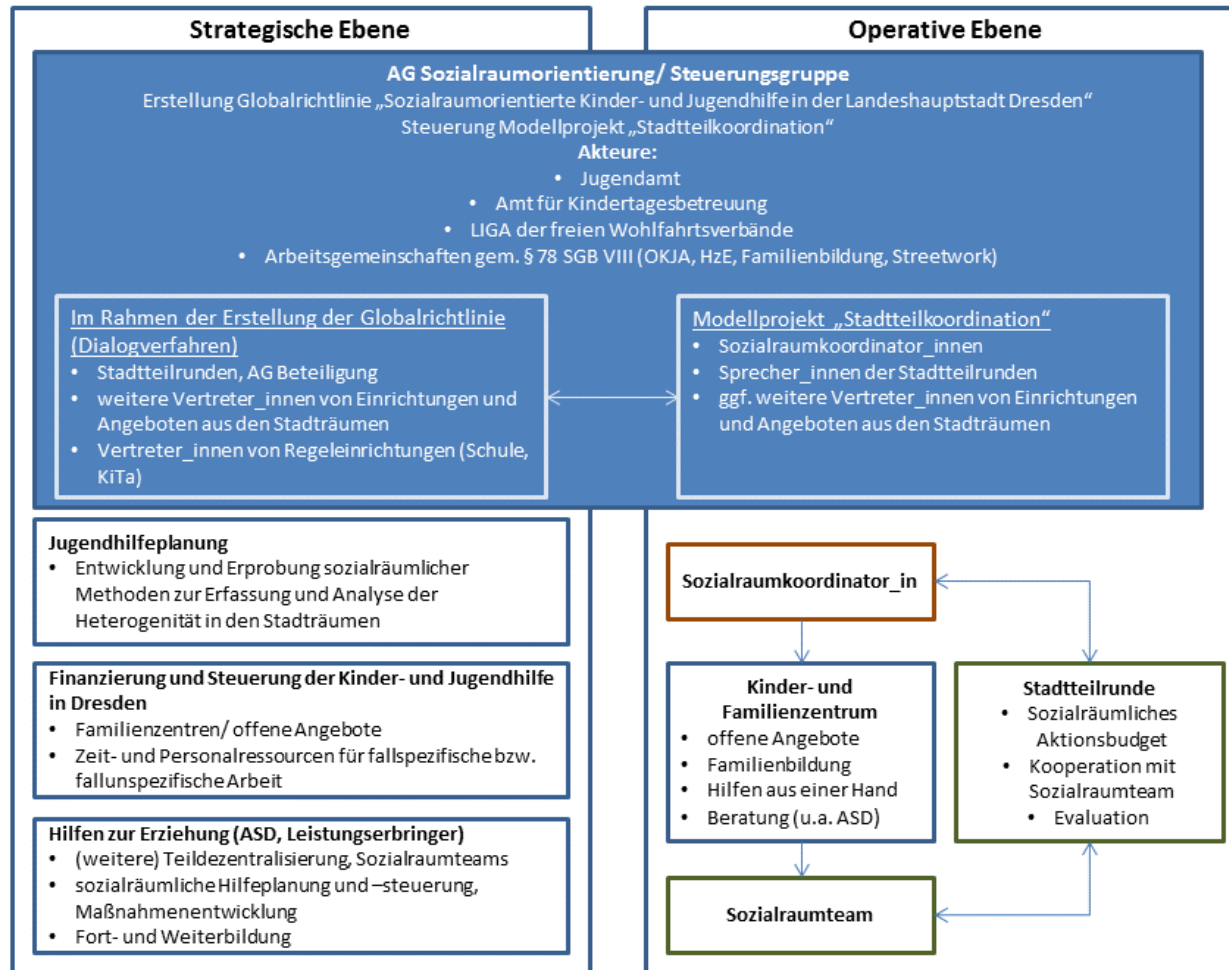 Strategische Ebene
Operative Ebene
AG Sozialraumorientierung/ Steuerungsgruppe
Erstellung Globalrichtlinie „Sozialraumorientierte Kinder- und Jugendhilfe in der Landeshauptstadt Dresden“
Steuerung Modellprojekt „Stadtteilkoordination“
Akteure:
• Jugendamt
• Amt für Kindertagesbetreuung
• LIGA der freien Wohlfahrtsverbände
• Arbeitsgemeinschaften gem. § 78 SGB VIII (OKJA, HzE, Familienbildung, Streetwork)
Im Rahmen der Erstellung der Globalrichtlinie
(Dialogverfahren)
• Stadtteilrunden, AG Beteiligung
• weitere Vertreter_innen von Einrichtungen und
Angeboten aus den Stadträumen
• Vertreter_innen von Regeleinrichtungen (Schule,
KiTa)
Modellprojekt „Stadtteilkoordination“
• Sozialraumkoordinator_innen
• Sprecher_innen der Stadtteilrunden
• ggf. weitere Vertreter_innen von Einrichtungen
und Angeboten aus den Stadträumen
Jugendhilfeplanung
• Entwicklung und Erprobung sozialräumlicher
Methoden zur Erfassung und Analyse der
Heterogenität in den Stadträumen
Finanzierung und Steuerung der Kinder- und Jugendhilfe
in Dresden
• Familienzentren/ offene Angebote
• Zeit- und Personalressourcen für fallspezifische bzw.
fallunspezifische Arbeit
Hilfen zur Erziehung (ASD, Leistungserbringer)
• (weitere) Teildezentralisierung, Sozialraumteams
• sozialräumliche Hilfeplanung und –steuerung,
Maßnahmenentwicklung
• Fort- und Weiterbildung
Sozialraumkoordinator_in
Kinder- und
Familienzentrum
• offene Angebote
• Familienbildung
• Hilfen aus einer Hand
• Beratung (u.a. ASD)
Stadtteilrunde
• Sozialräumliches
Aktionsbudget
• Kooperation mit
Sozialraumteam
• Evaluation
Sozialraumteam